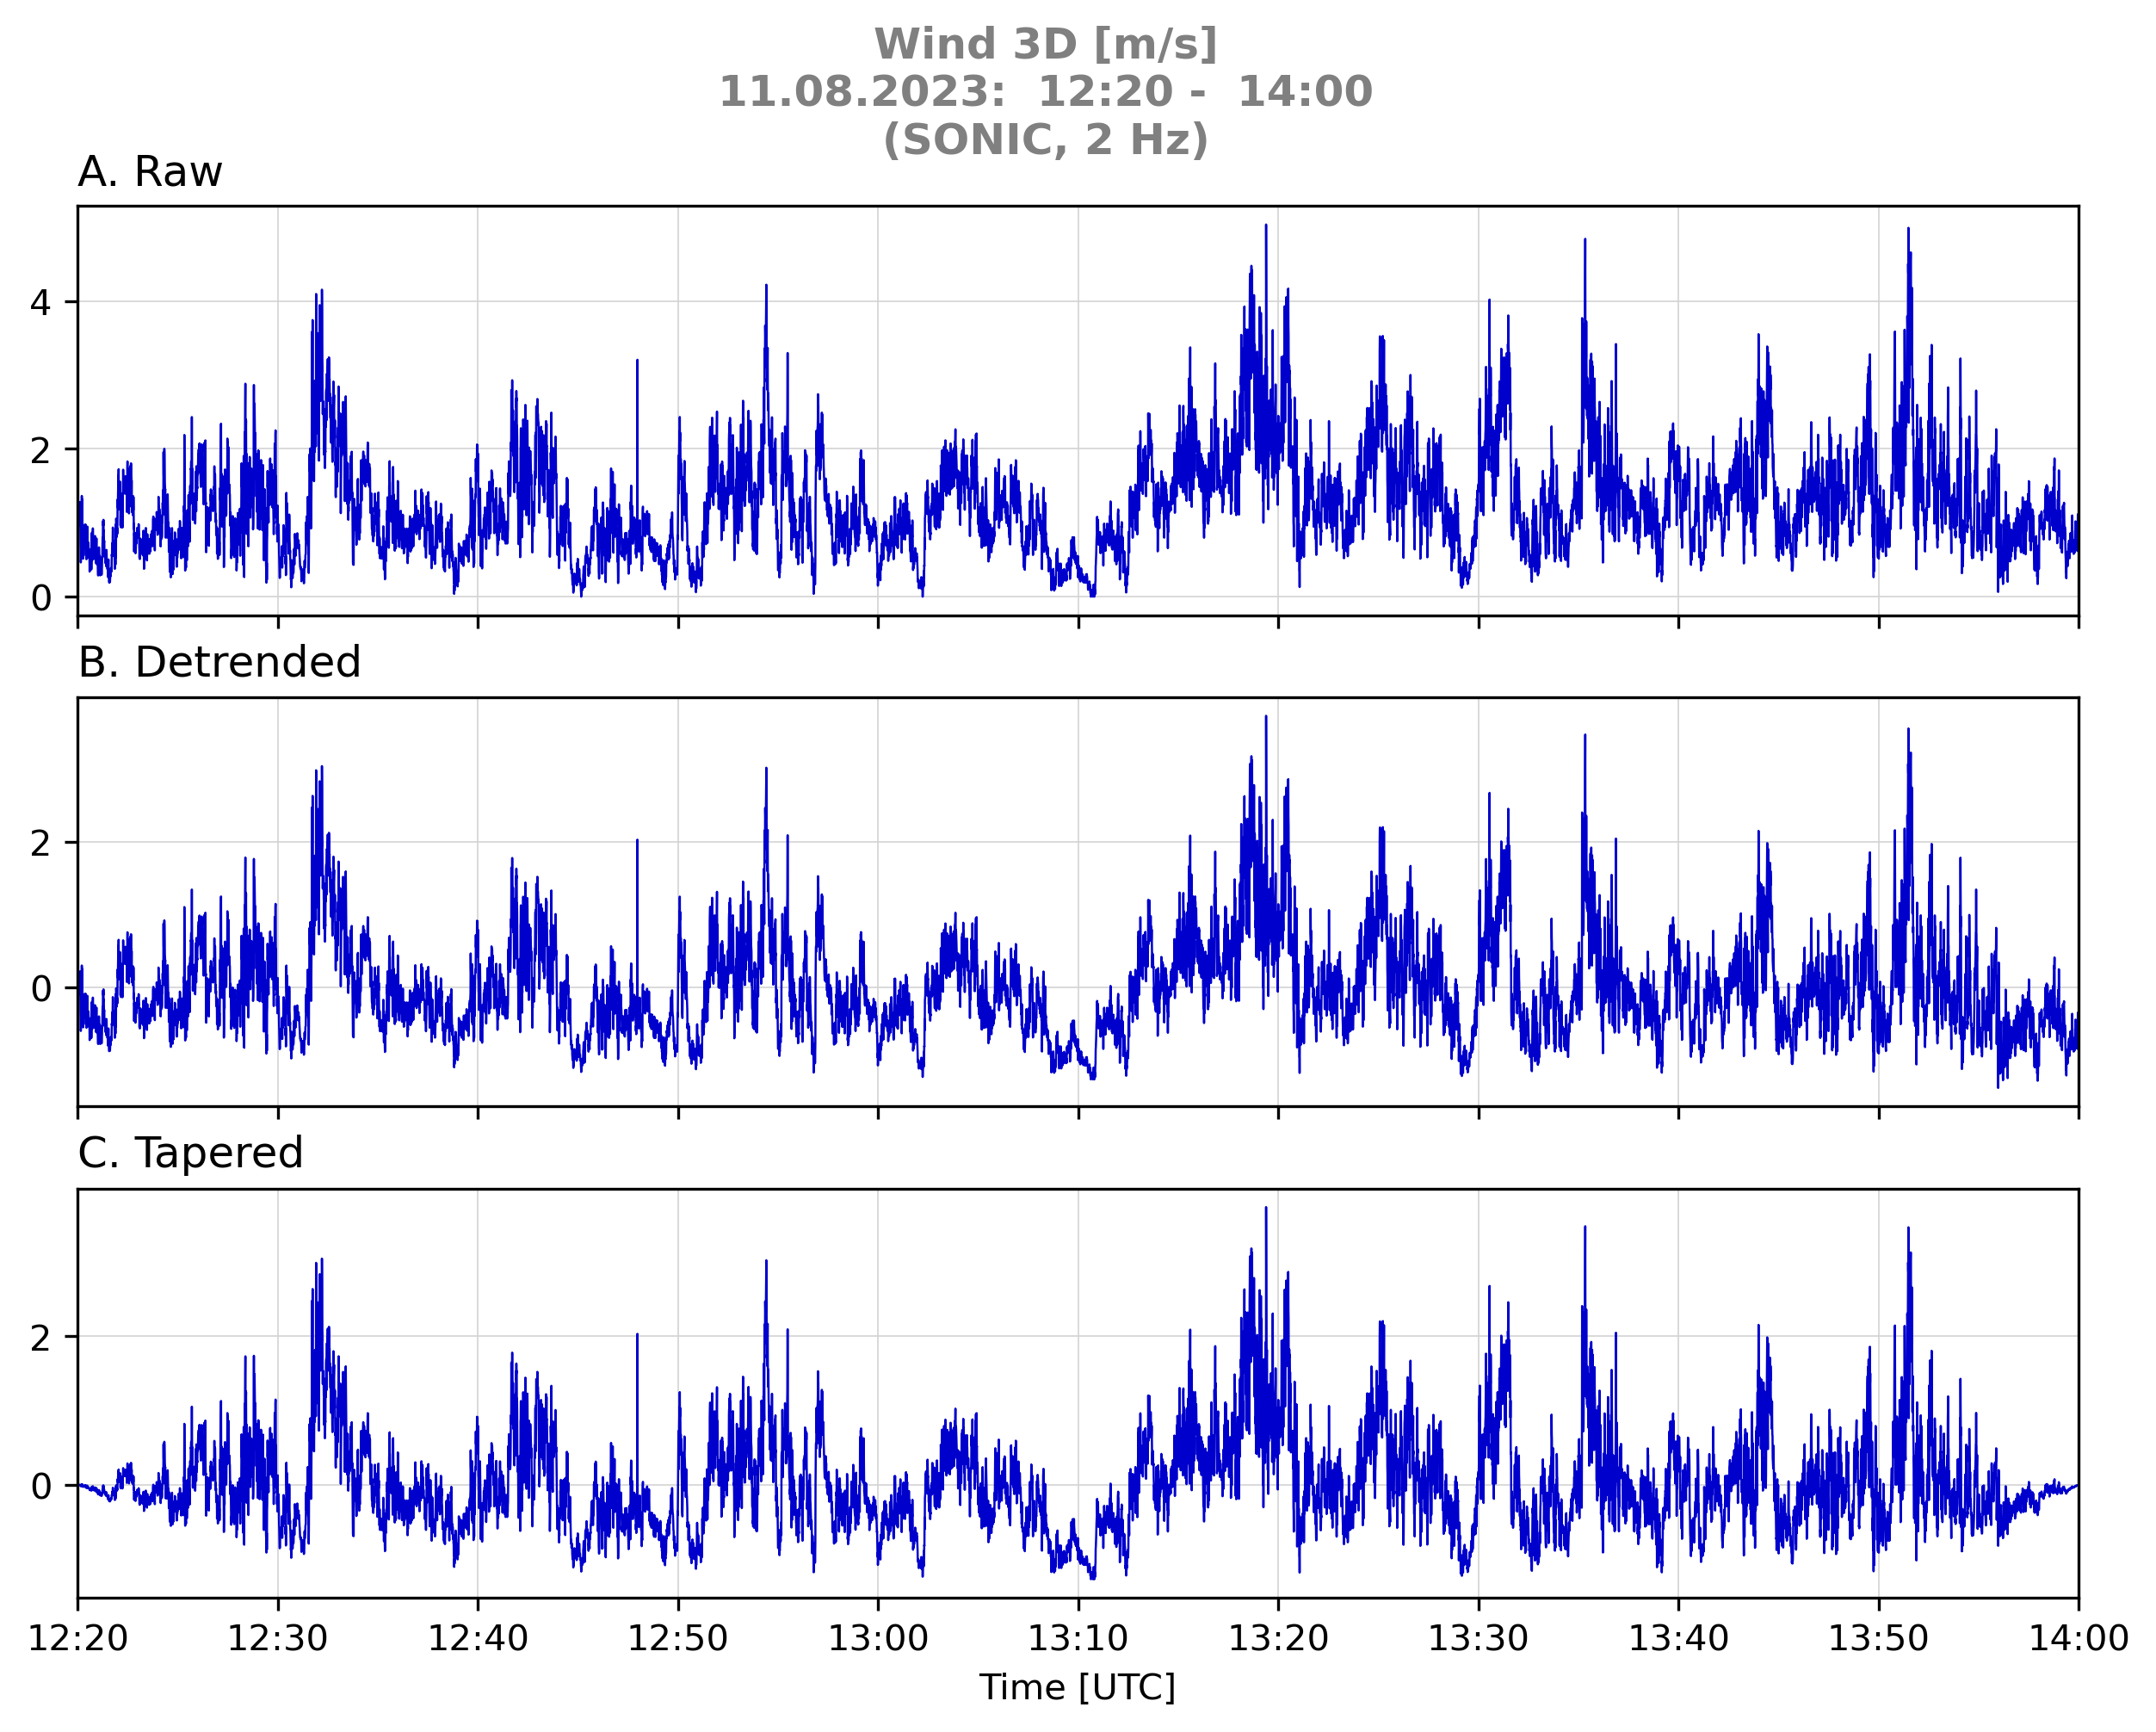 Wind 3D [m/s]
11.08.2023:  12:20 -  14:00
(SONIC, 2 Hz)
A. Raw
4
2
0
B. Detrended
2
0
C. Tapered
2
0
12:20 12:30 12:40 12:50 13:00 13:10 13:20 13:30 13:40 13:50 14:00
Time [UTC]